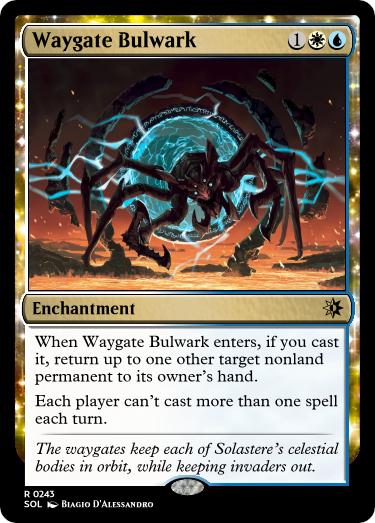 Waygate Bulwark 1
Enchantment
When Waygate Bulwark enters, if you cast
it, return up to one other target nonland
permanent to its owner's hand.
Each player can't cast more than one spell
each turn.
The waygates keep each of Solastere's celestial
bodies in orbit, while keeping invaders out.
R 0243
SOL BIAGIO D'ALESSANDRO